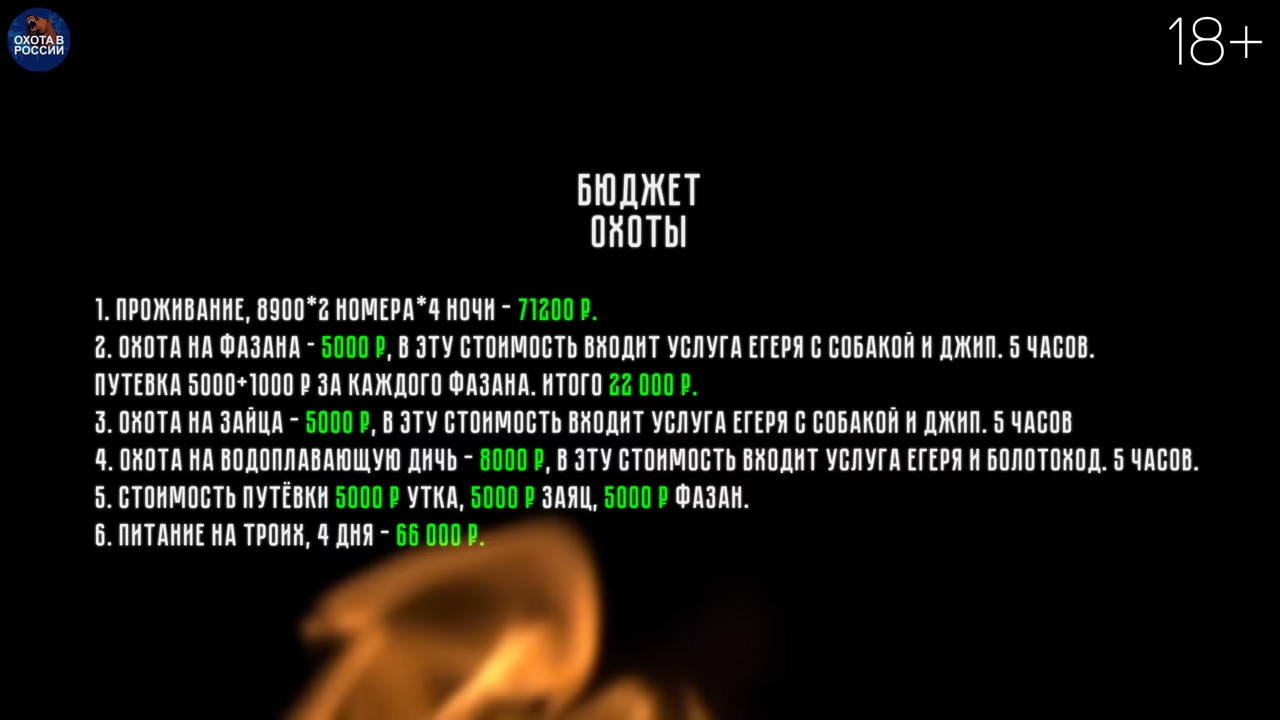 ОХОТА В
РОССИИ
18+
БЮДЖЕТ
ОХОТЫ
1. ПРОЖИВАНИЕ, 8900*2 НОМЕРА*4 НОЧИ - 71200 ₽.
2. ОХОТА НА ФАЗАНА - 5000 ₽, В ЭТУ СТОИМОСТЬ ВХОДИТ УСЛУГА ЕГЕРЯ С СОБАКОЙ И ДЖИП. 5 ЧАСОВ.
ПУТЕВКА 5000+1000 ₽ ЗА КАЖДОГО ФАЗАНА. ИТОГО 22 000 ₽.
3. ОХОТА НА ЗАЙЦА - 5000 ₽, В ЭТУ СТОИМОСТЬ ВХОДИТ УСЛУГА ЕГЕРЯ С СОБАКОЙ И ДЖИП. 5 ЧАСОВ
4. ОХОТА НА ВОДОПЛАВАЮЩУЮ ДИЧЬ - 8000 ₽, В ЭТУ СТОИМОСТЬ ВХОДИТ УСЛУГА ЕГЕРЯ И БОЛОТОХОД. 5 ЧАСОВ.
5. СТОИМОСТЬ ПУТЁВКИ 5000 ₽ УТКА, 5000 ₽ ЗАЯЦ, 5000 ₽ ФАЗАН.
6. ПИТАНИЕ НА ТРОИХ, 4 ДНЯ - 66 000 ₽.